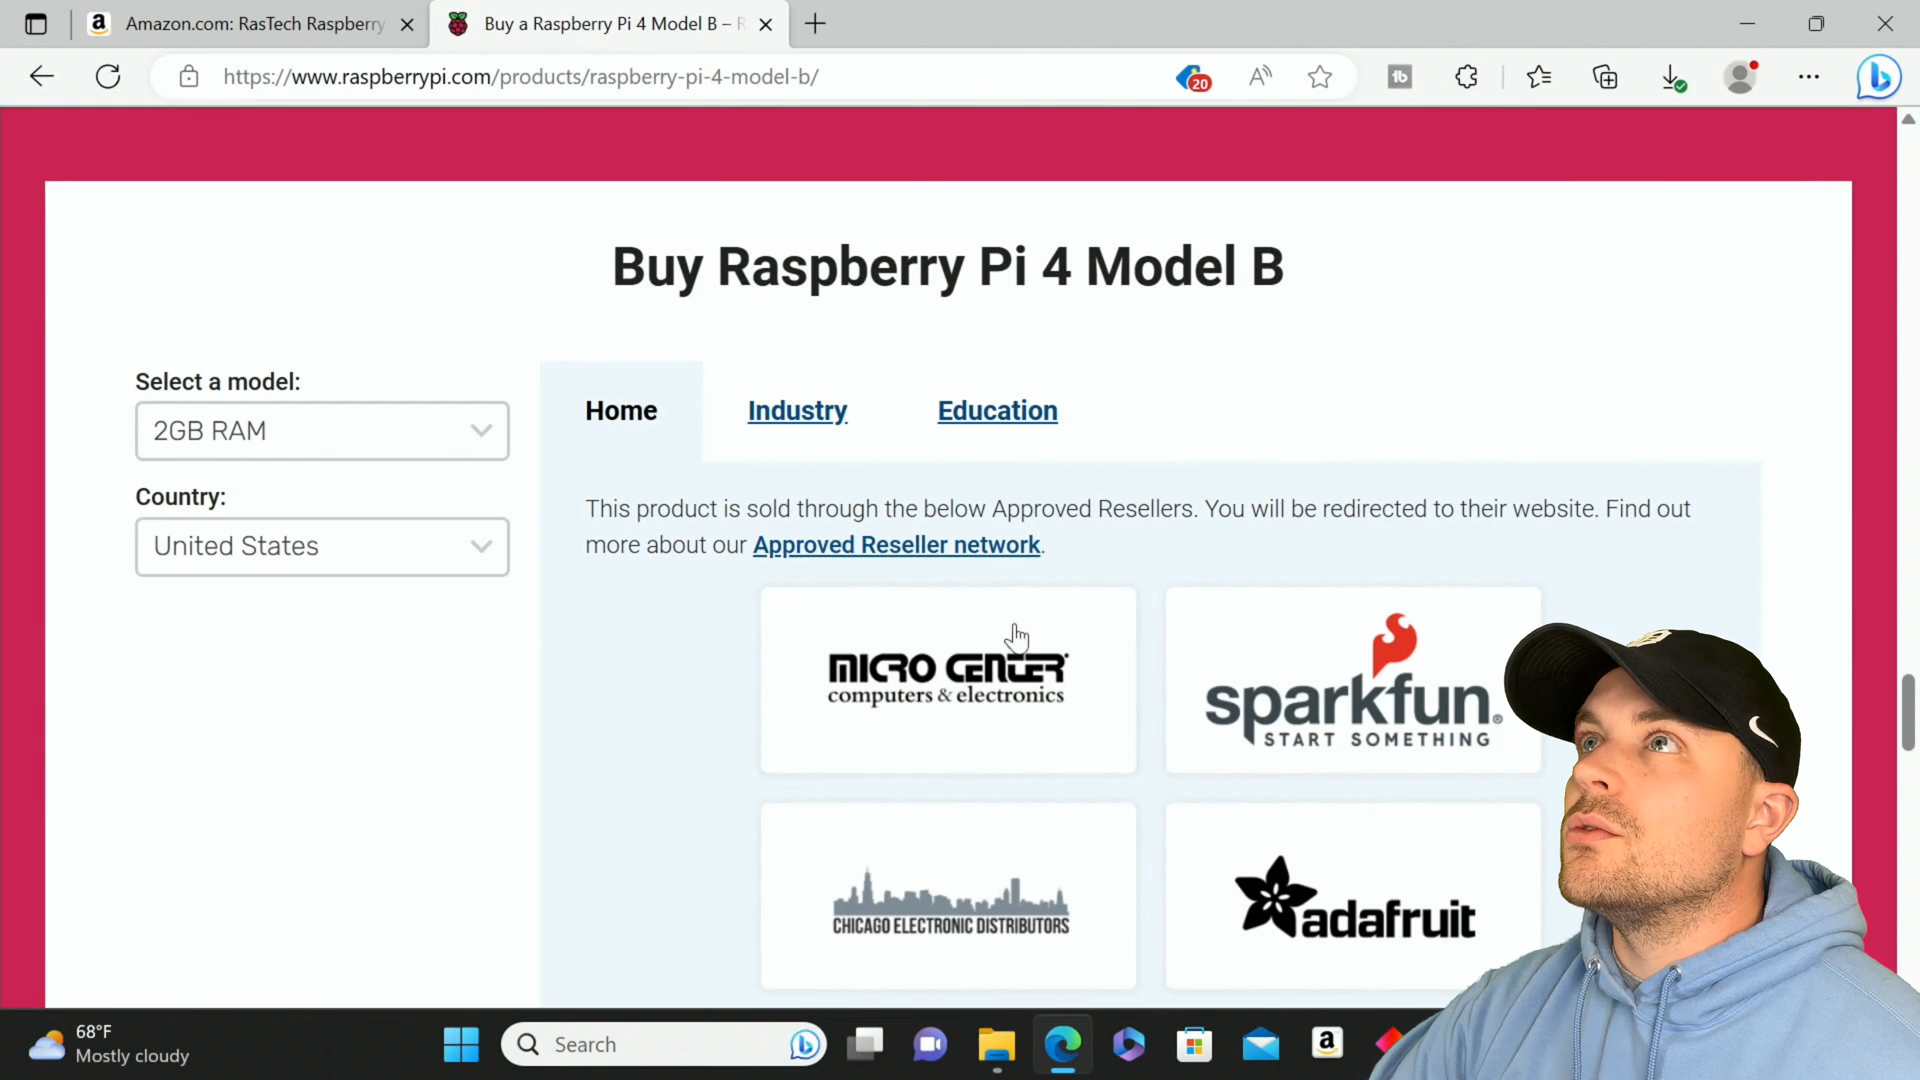 Amazon.com: RasTech Raspberry
Buy a Raspberry Pi 4 Model B – R
https://www.raspberrypi.com/products/raspberry-pi-4-model-b/
20
Buy Raspberry Pi 4 Model B
Select a model:
2GB RAM
Country:
United States
Home
Industry
Education
This product is sold through the below Approved Resellers. You will be redirected to their website. Find out
more about our Approved Reseller network.
MICRO CENTER
computers & electronics
sparkfun®
START SOMETHING
CHICAGO ELECTRONIC DISTRIBUTORS
adafruit
68°F
Mostly cloudy
Search